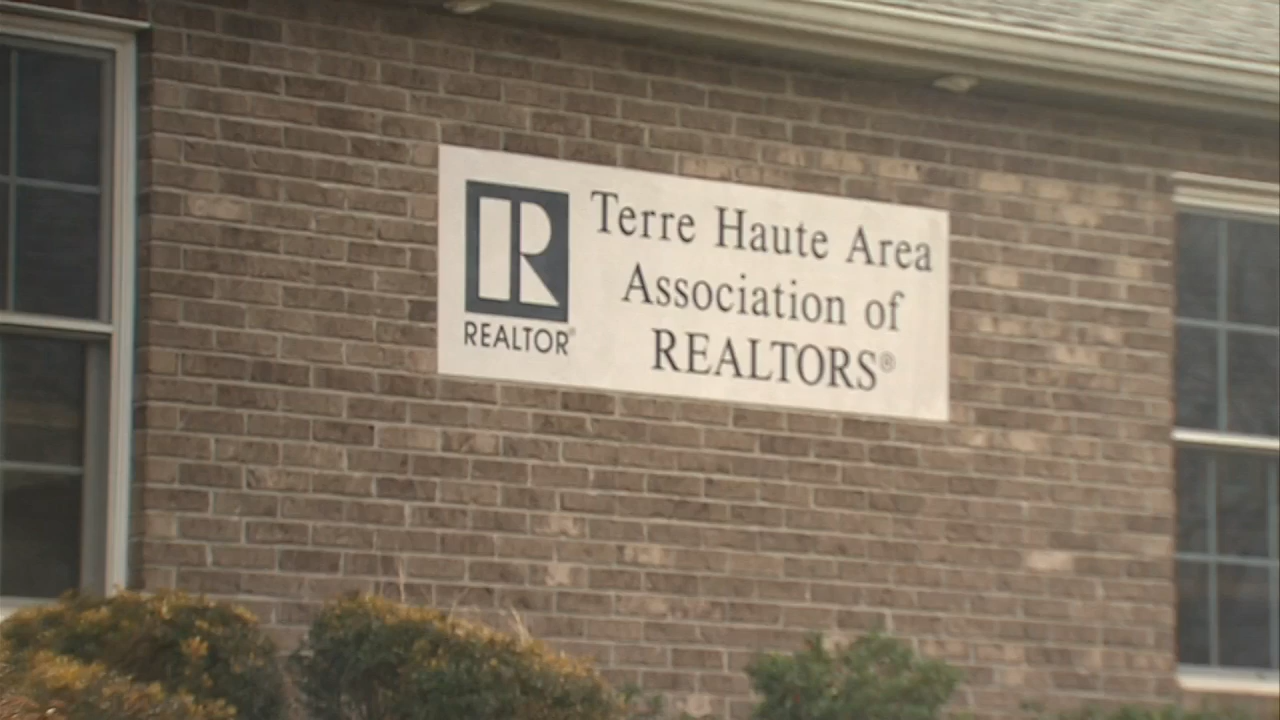 R
REALTOR®
Terre Haute Area
Association of
REALTORS®